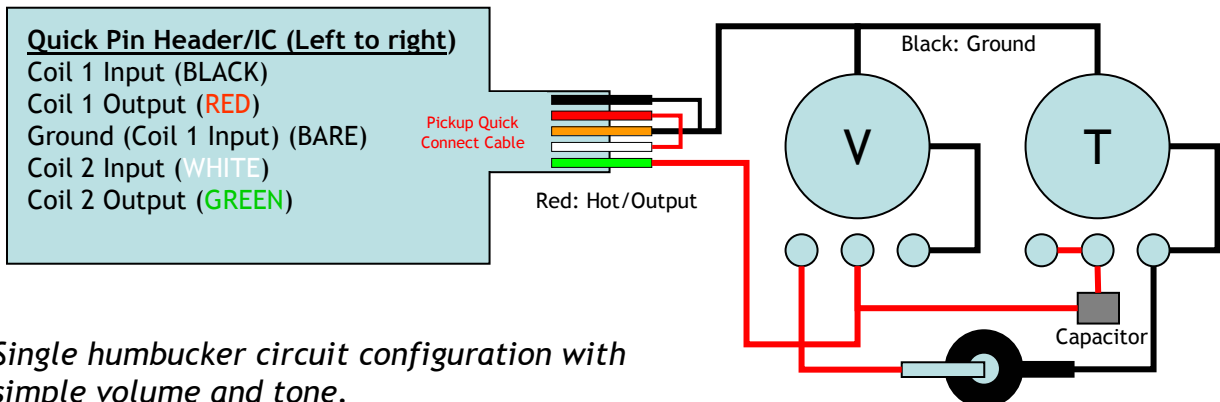 Quick Pin Header/IC (Left to right)
Coil 1 Input (BLACK)
Coil 1 Output (RED)
Ground (Coil 1 Input) (BARE)
Coil 2 Input (WHITE)
Coil 2 Output (GREEN)
Pickup Quick
Connect Cable
Red: Hot/Output
Black: Ground
V
T
Capacitor
Single humbucker circuit configuration with
simple volume and tone.